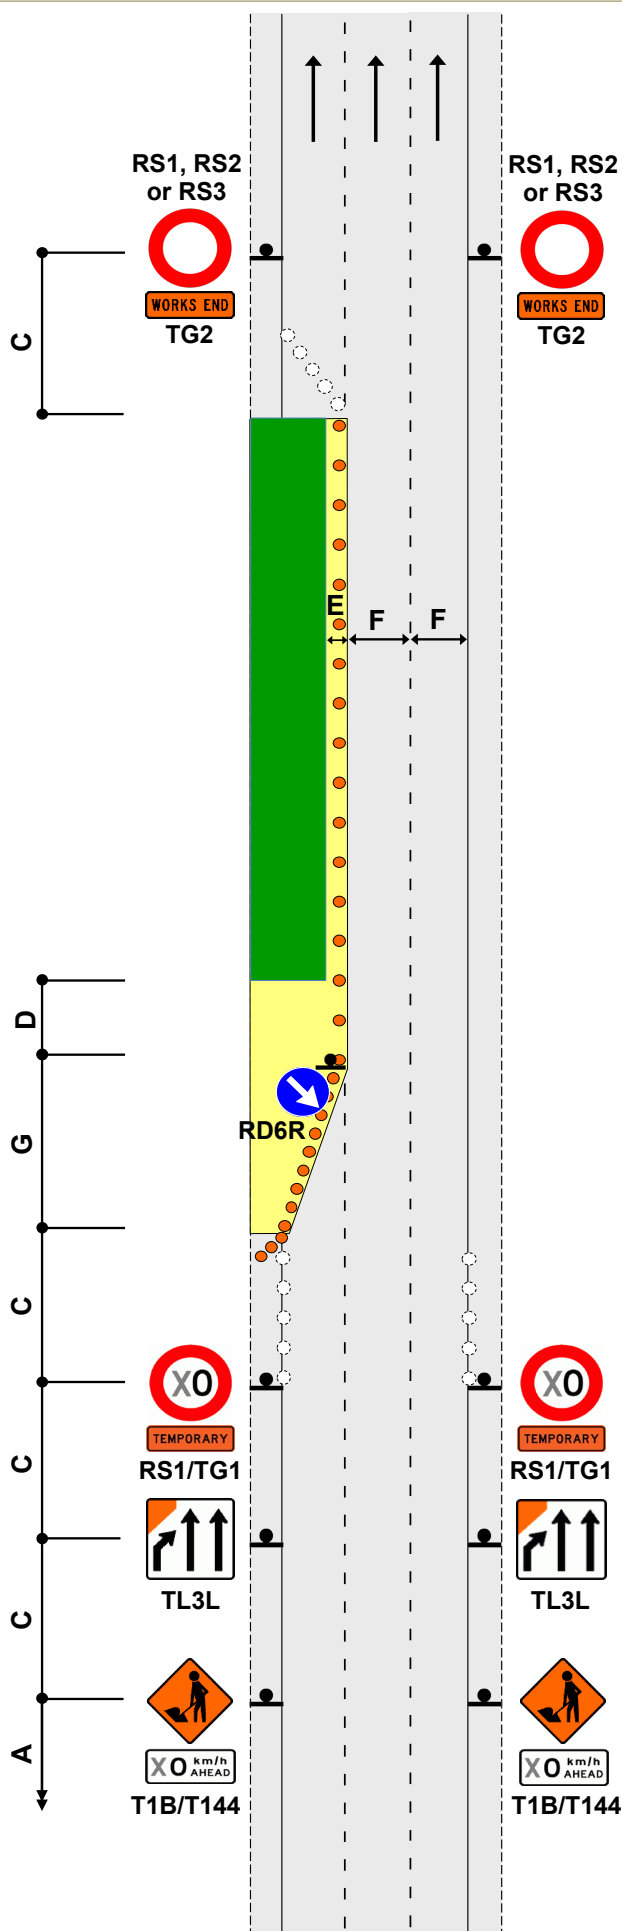 RS1, RS2
or RS3
WORKS END
TG2
RS1, RS2
or RS3
WORKS END
TG2
C
E
F
F
D
G
RD6R
C
X0
TEMPORARY
RS1/TG1
X0
TEMPORARY
RS1/TG1
C
TL3L
TL3L
C
X0 km/h
AHEAD
T1B/T144
X0 km/h
AHEAD
T1B/T144
A